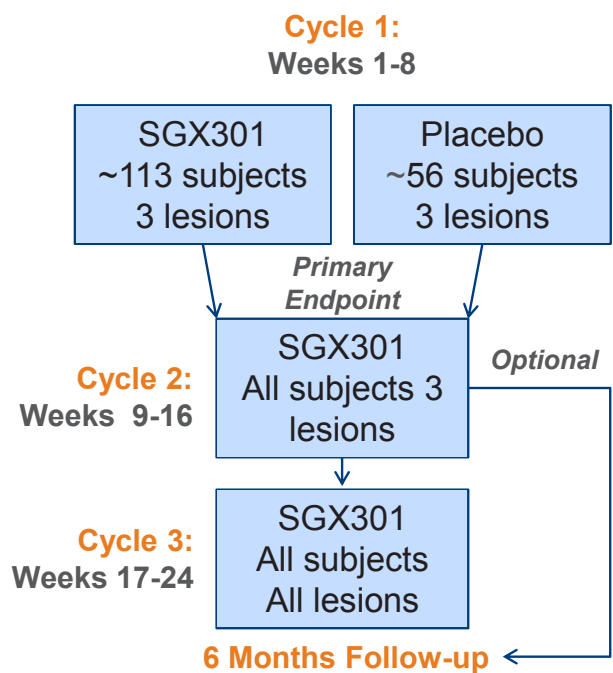 Cycle 1:
Weeks 1-8
SGX301
~113 subjects
3 lesions
Placebo
~56 subjects
3 lesions
Primary
Endpoint
SGX301
All subjects 3
lesions
Optional
Cycle 2:
Weeks 9-16
SGX301
All subjects
All lesions
Cycle 3:
Weeks 17-24
6 Months Follow-up